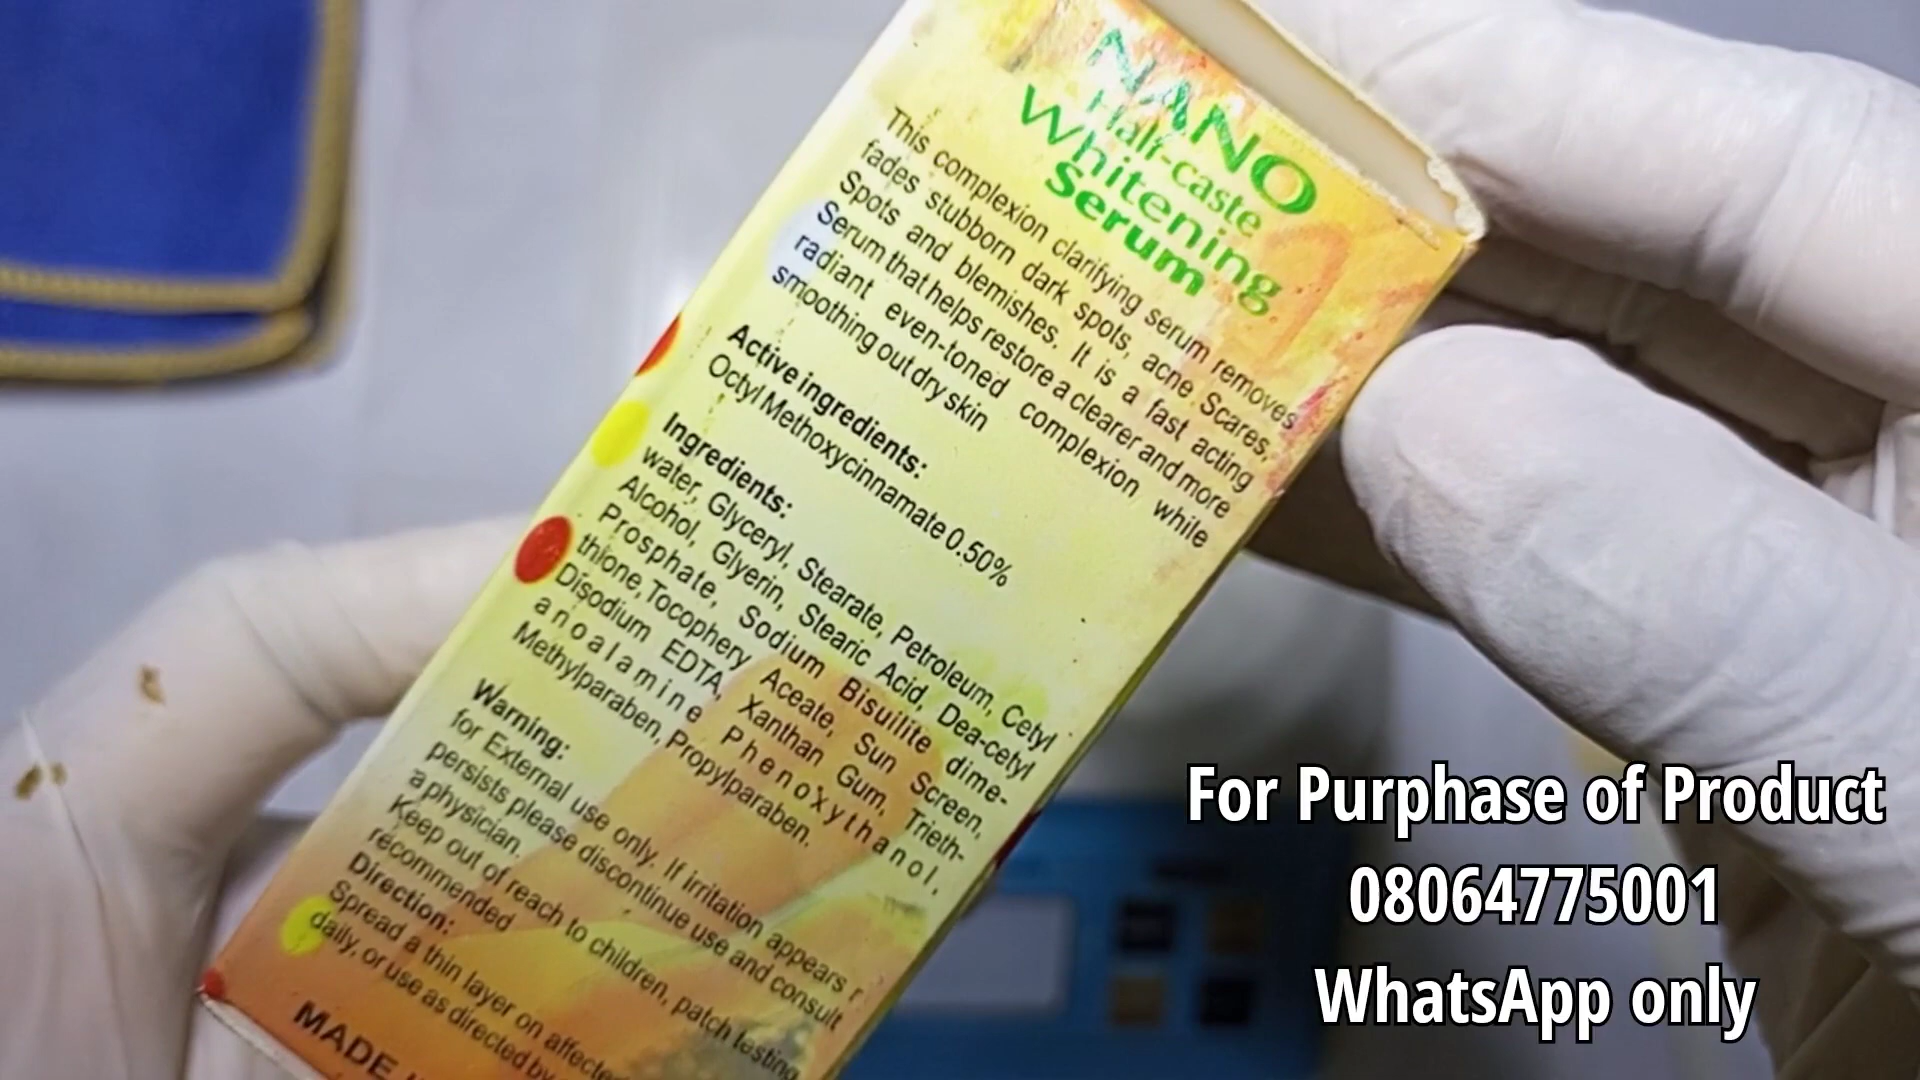 NANO
Half-caste
Whitening
Serum
This complexion clarifying serum removes
fades stubborn dark spots, acne Scares,
Spots and blemishes. It is a fast acting
Serum that helps restore a clearer and more
radiant even-toned complexion while
smoothing out dry skin
Active ingredients:
Octyl Methoxycinnamate 0.50%
Ingredients:
water, Glyceryl, Stearate, Petroleum, Cetyl
Alcohol, Glyerin, Stearic Acid, Dea-cetyl
Prosphate, Sodium Bisuilite dime-
thione, Tocophery Aceate, Sun Screen,
Disodium EDTA, Xanthan Gum, Trieth-
anoalamine Phenoxythanol,
Methylparaben, Propylparaben.
Warning:
for External use only. If irritation appears r
persists please discontinue use and consult
a physician.
Keep out of reach to children, patch testing
recommended
Direction:
Spread a thin layer on affected
daily, or use as directed by
MADE
For Purphase of Product
08064775001
WhatsApp only